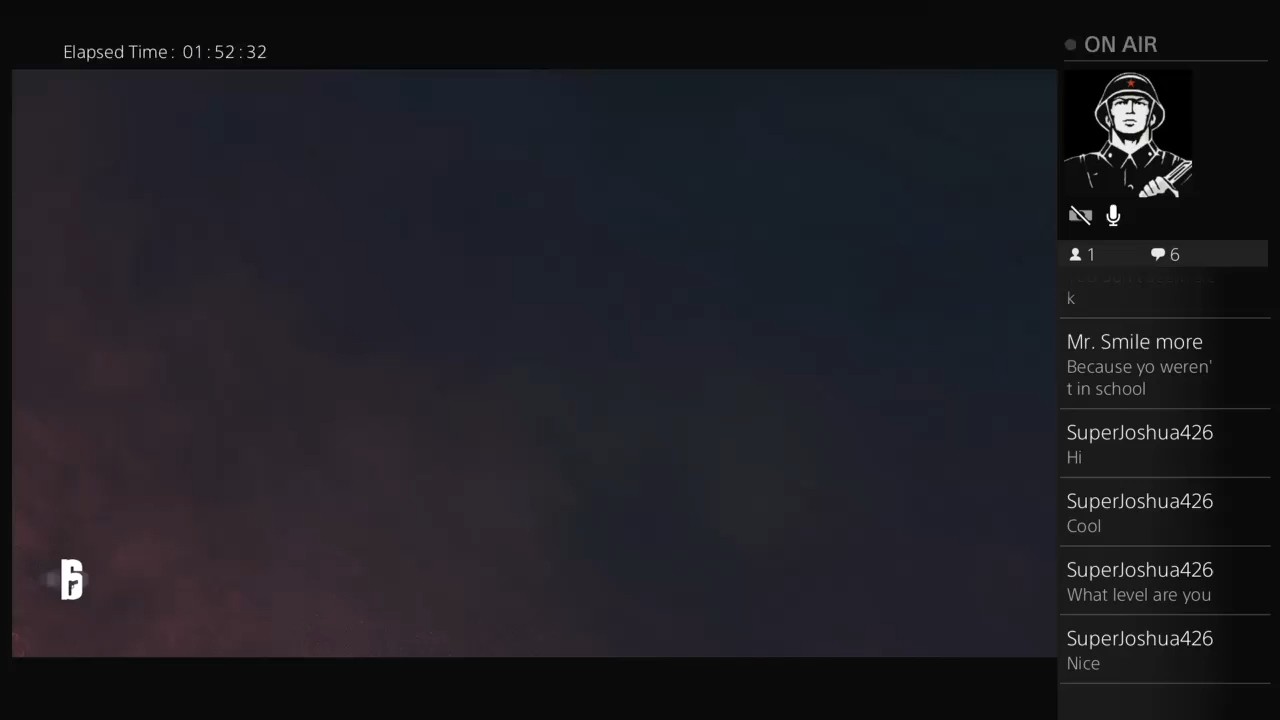 Elapsed Time: 01:52:32
ON AIR
1 6
k
Mr. Smile more
Because yo weren'
t in school
SuperJoshua426
Hi
SuperJoshua426
Cool
SuperJoshua426
What level are you
SuperJoshua426
Nice
6